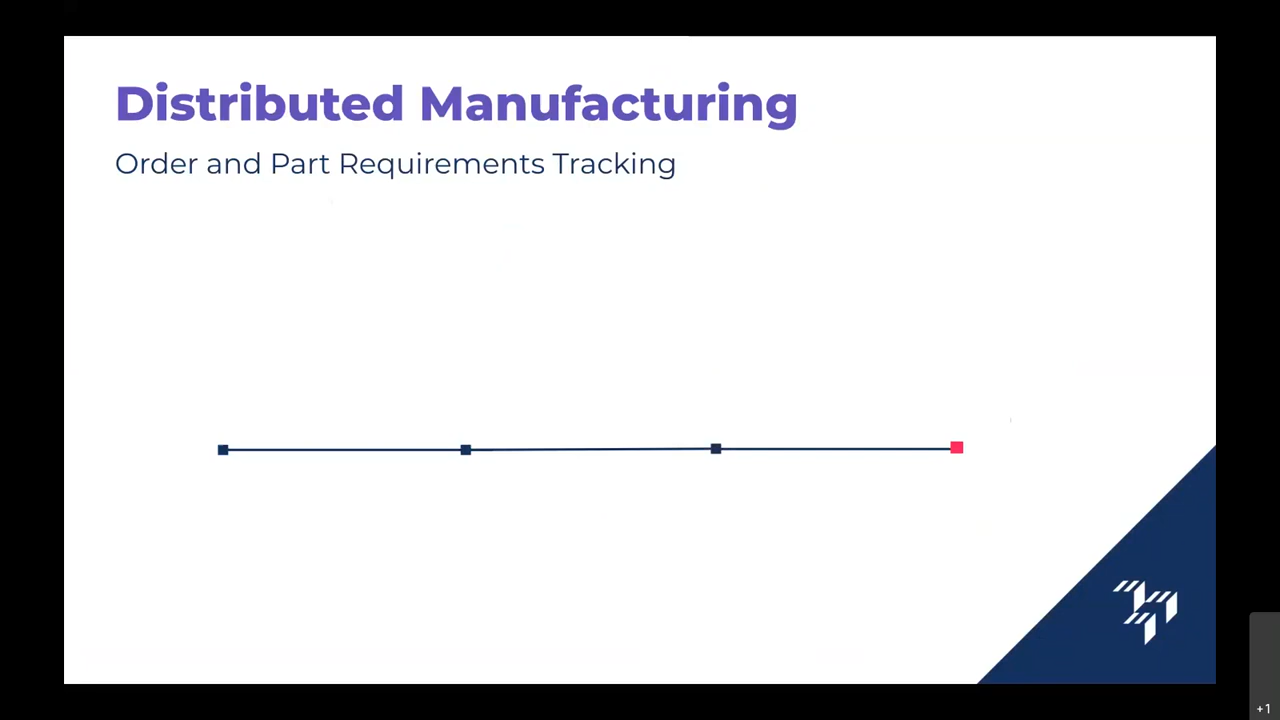 Distributed Manufacturing
Order and Part Requirements Tracking
+1